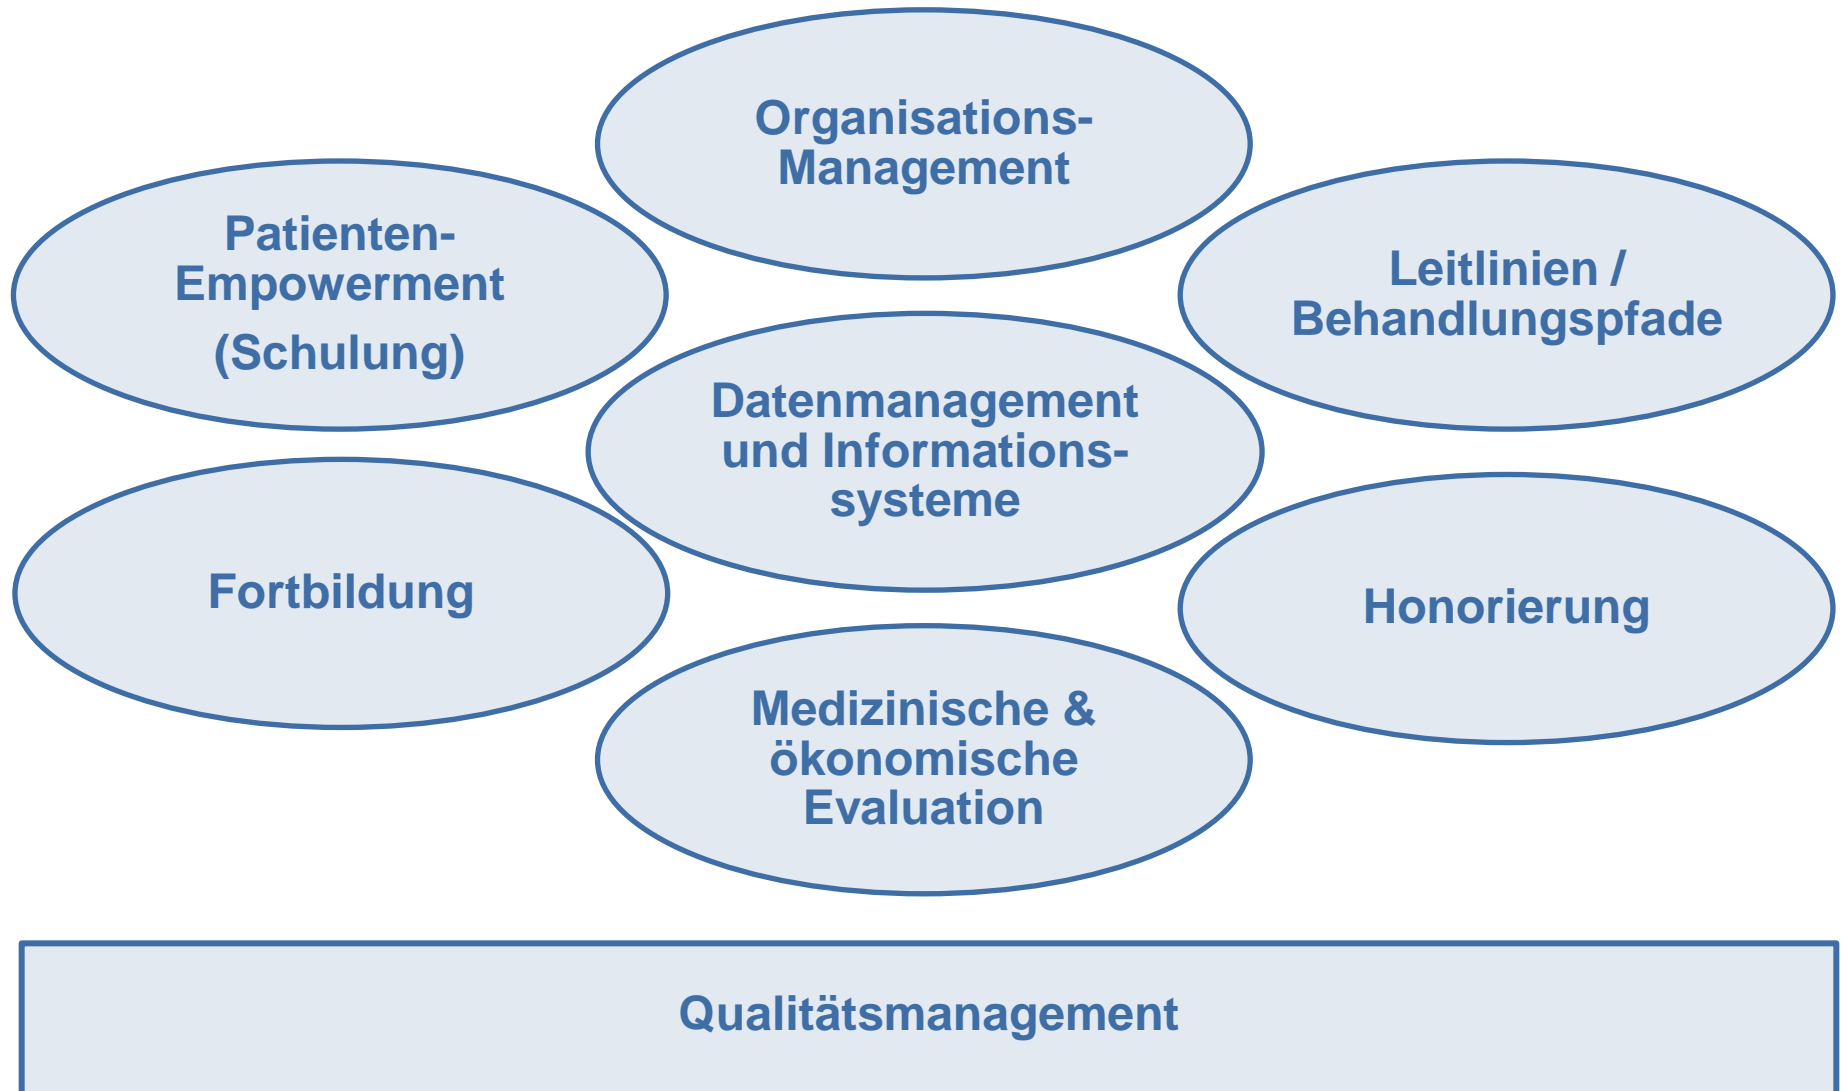 Organisations-
Management
Patienten-
Empowerment
(Schulung)
Leitlinien /
Behandlungspfade
Datenmanagement
und Informations-
systeme
Fortbildung
Honorierung
Medizinische &
ökonomische
Evaluation
Qualitätsmanagement